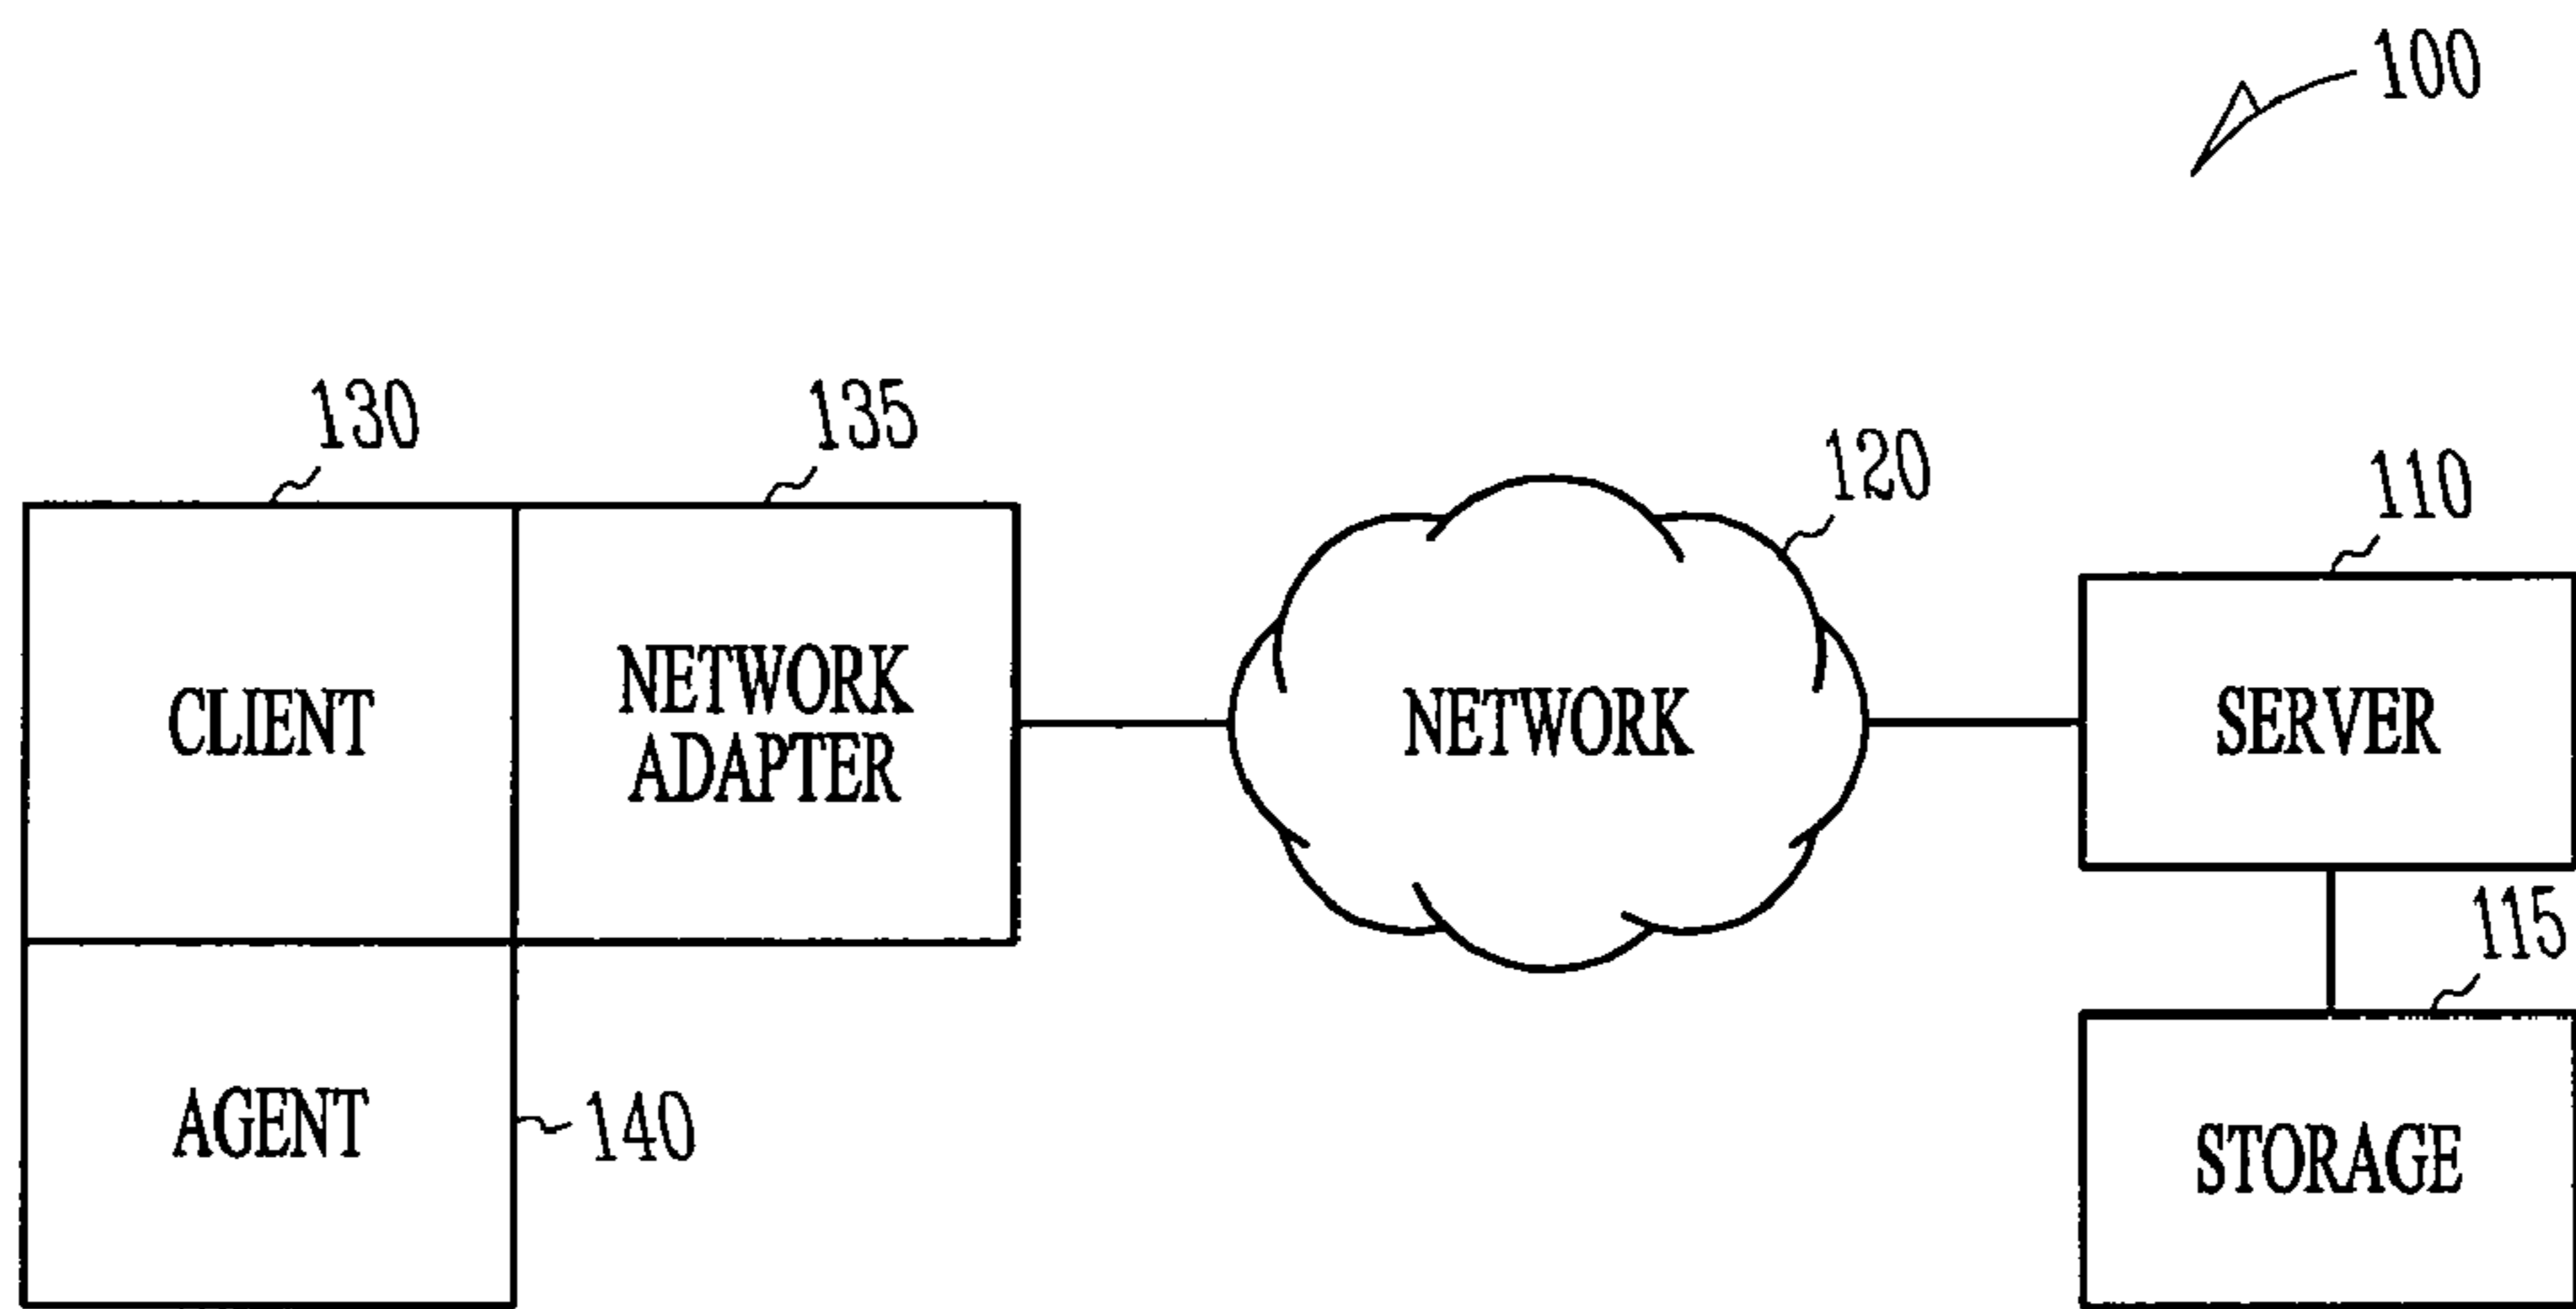 100
130
135
120
110
CLIENT
NETWORK
ADAPTER
NETWORK
SERVER
115
AGENT
140
STORAGE